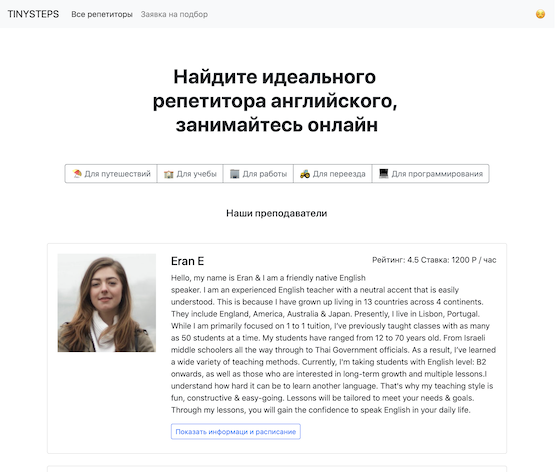 TINYSTEPS Все репетиторы Заявка на подбор
Найдите идеального
репетитора английского,
занимайтесь онлайн
Для путешествий Для учебы Для работы Для переезда Для программирования
Наши преподаватели
Eran E Рейтинг: 4.5 Ставка: 1200 Р / час
Hello, my name is Eran & I am a friendly native English
speaker. I am an experienced English teacher with a neutral accent that is easily
understood. This is because I have grown up living in 13 countries across 4 continents.
They include England, America, Australia & Japan. Presently, I live in Lisbon, Portugal.
While I am primarily focused on 1 to 1 tuition, I've previously taught classes with as many
as 50 students at a time. My students have ranged from 12 to 70 years old. From Israeli
middle schoolers all the way through to Thai Government officials. As a result, I've learned
a wide variety of teaching methods. Currently, I'm taking students with English level: B2
onwards, as well as those who are interested in long-term growth and multiple lessons.I
understand how hard it can be to learn another language. That's why my teaching style is
fun, constructive & easy-going. Lessons will be tailored to meet your needs & goals.
Through my lessons, you will gain the confidence to speak English in your daily life.
Показать информаци и расписание